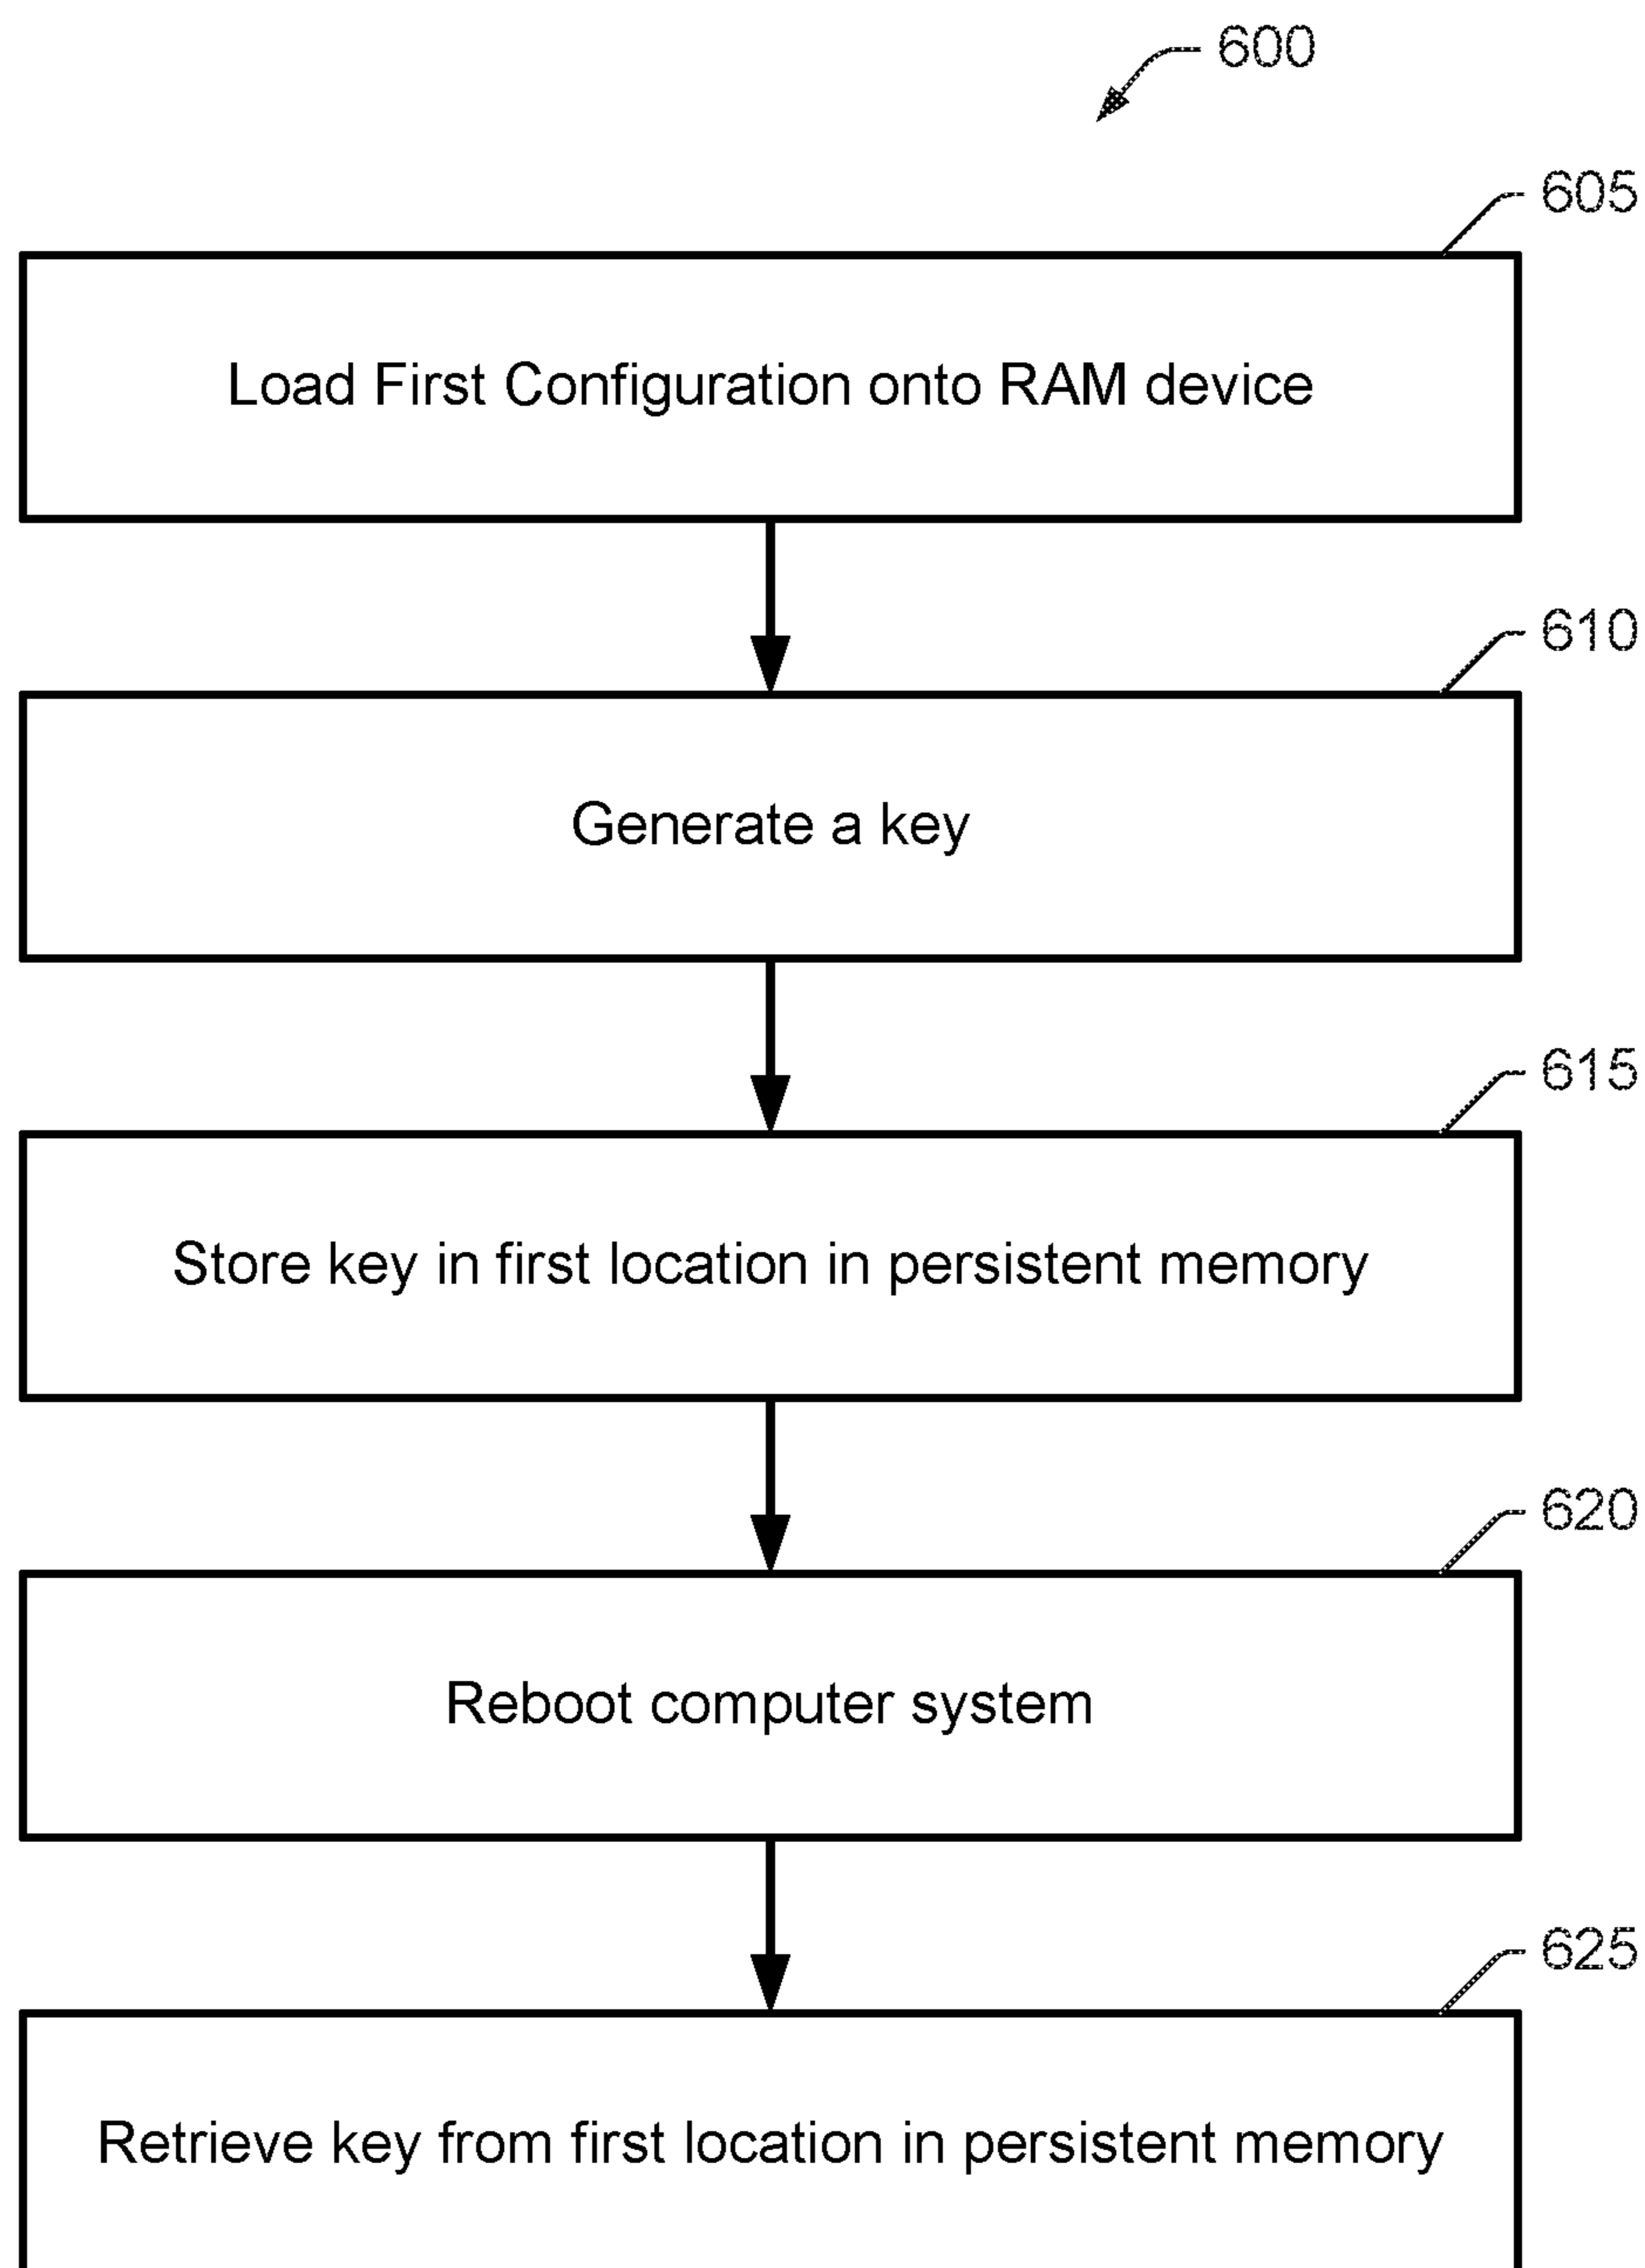 600
605
Load First Configuration onto RAM device
610
Generate a key
615
Store key in first location in persistent memory
620
Reboot computer system
625
Retrieve key from first location in persistent memory